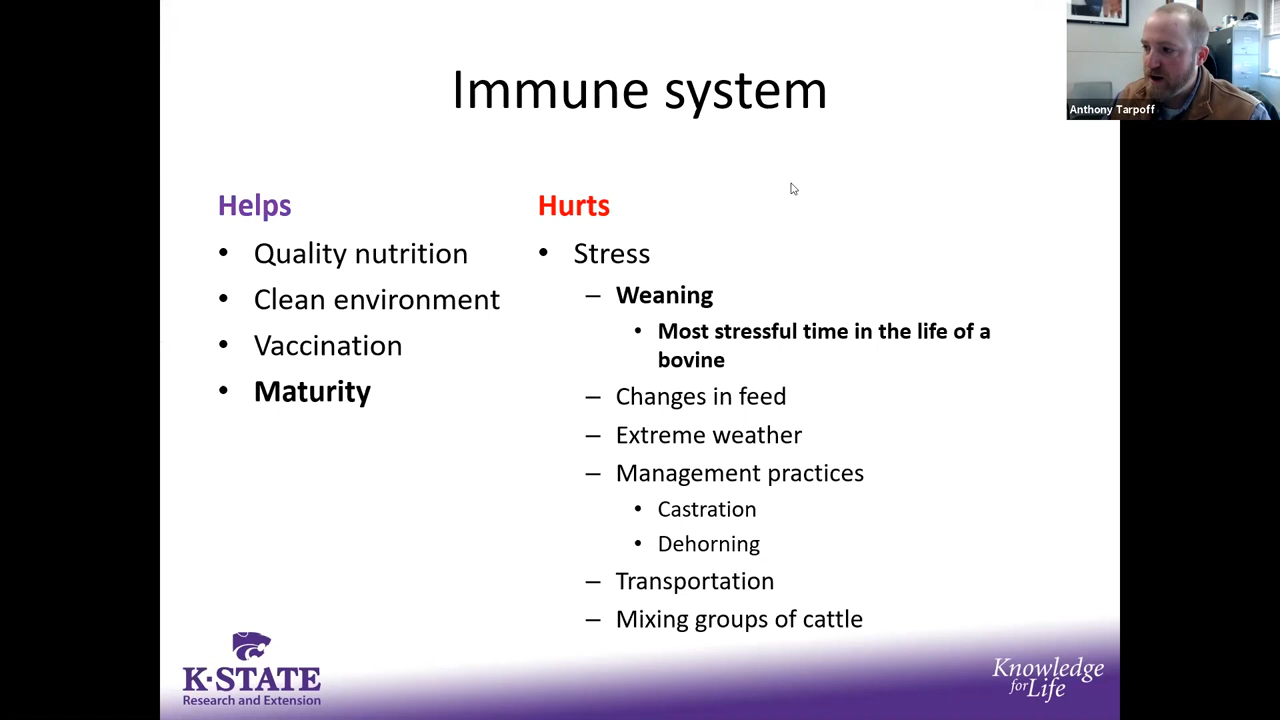 Immune system
Anthony Tarpoff
Helps
• Quality nutrition
• Clean environment
• Vaccination
• Maturity
Hurts
• Stress
– Weaning
• Most stressful time in the life of a
bovine
– Changes in feed
– Extreme weather
– Management practices
• Castration
• Dehorning
– Transportation
– Mixing groups of cattle
K-STATE
Research and Extension
Knowledge
for Life